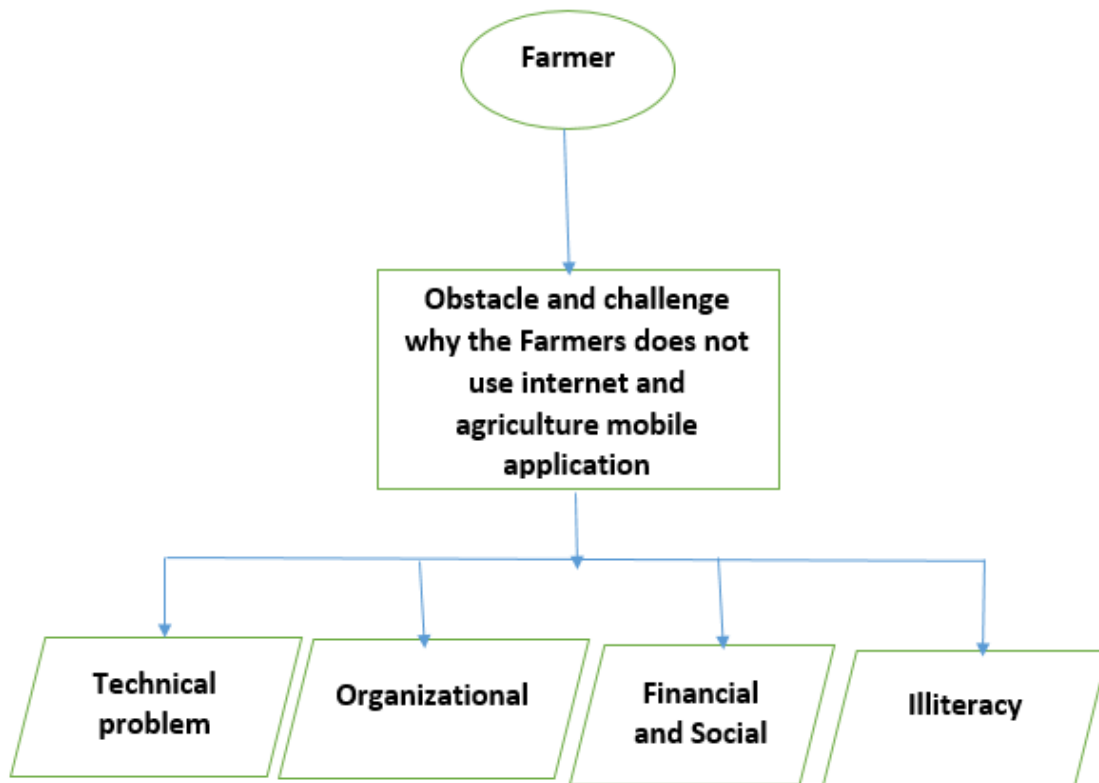 Farmer
Obstacle and challenge
why the Farmers does not
use internet and
agriculture mobile
application
Technical
problem
Organizational
Financial
and Social
Illiteracy